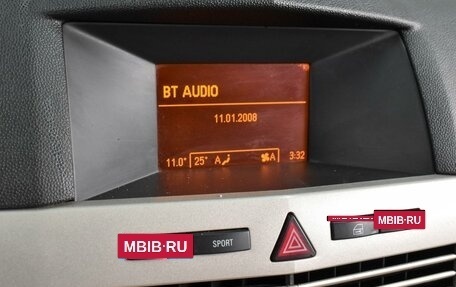 BT AUDIO
11.01.2008
11.0° 25° A A 3:32
MBIB·RU
MBIB·RU SPORT